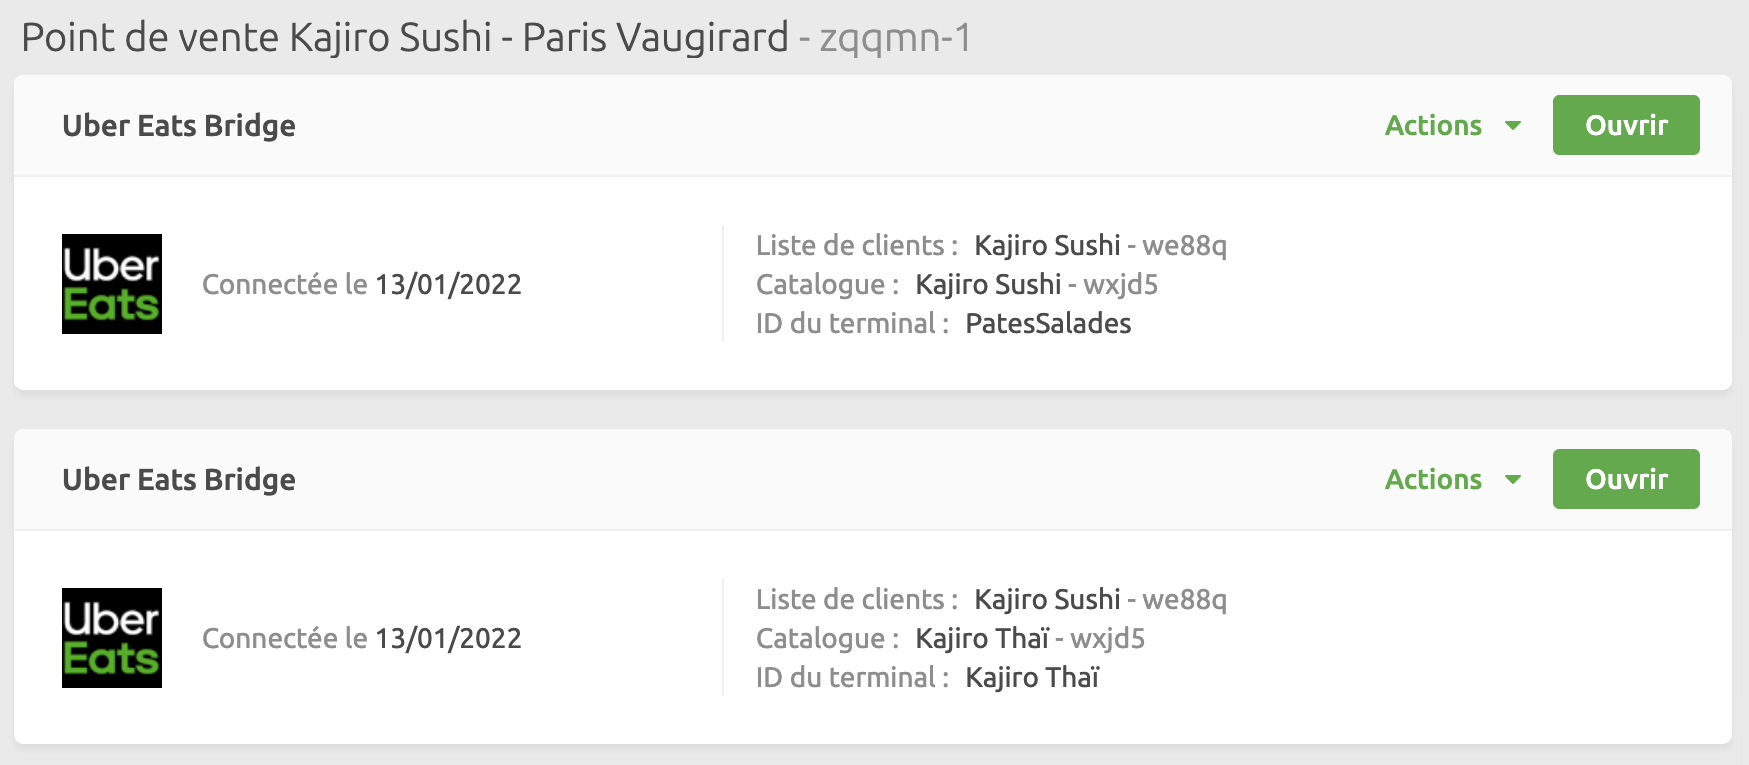 Point de vente Kajiro Sushi - Paris Vaugirard - zqqmn-1
Uber Eats Bridge
Actions
Ouvrir
Uber
Eats
Connectée le 13/01/2022
Liste de clients : Kajiro Sushi - we88q
Catalogue : Kajiro Sushi - wxjd5
ID du terminal : PatesSalades
Uber Eats Bridge
Actions
Ouvrir
Uber
Eats
Connectée le 13/01/2022
Liste de clients : Kajiro Sushi - we88q
Catalogue : Kajiro Thaï - wxjd5
ID du terminal : Kajiro Thaï